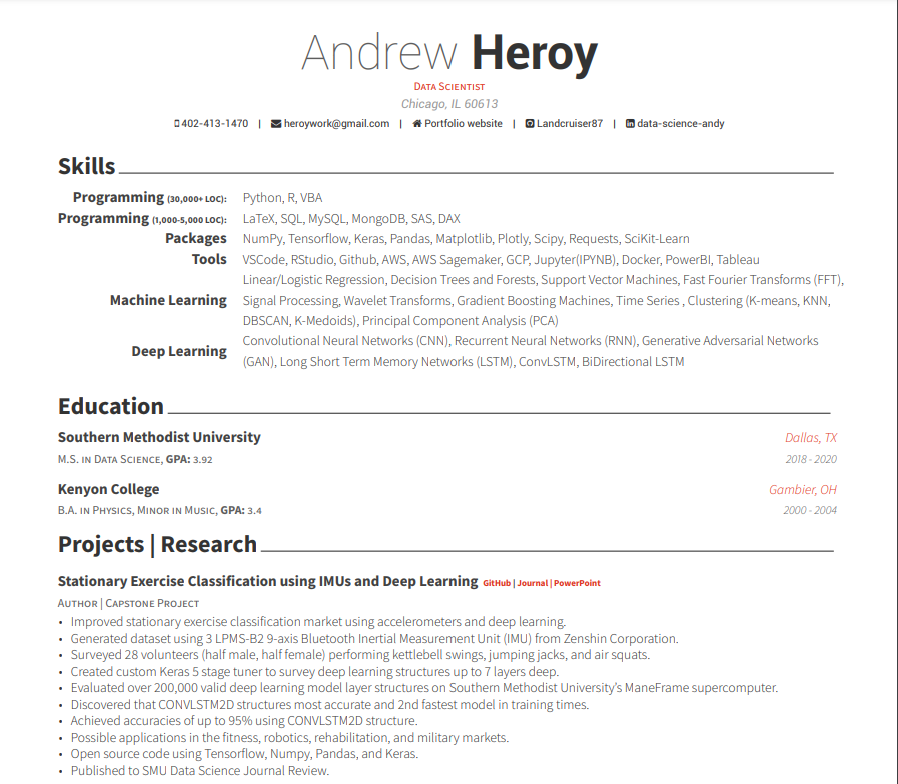 Andrew Heroy
Data Scientist
Chicago, IL 60613
402-413-1470 | heroywork@gmail.com | Portfolio website | Landcruiser87 | data-science-andy
Skills
Programming (30,000+ LOC): Python, R, VBA
Programming (1,000-5,000 LOC): LaTeX, SQL, MySQL, MongoDB, SAS, DAX
Packages NumPy, Tensorflow, Keras, Pandas, Matplotlib, Plotly, Scipy, Requests, SciKit-Learn
Tools VSCode, RStudio, Github, AWS, AWS Sagemaker, GCP, Jupyter(IPYNB), Docker, PowerBI, Tableau
Linear/Logistic Regression, Decision Trees and Forests, Support Vector Machines, Fast Fourier Transforms (FFT),
Machine Learning Signal Processing, Wavelet Transforms, Gradient Boosting Machines, Time Series , Clustering (K-means, KNN,
DBSCAN, K-Medoids), Principal Component Analysis (PCA)
Convolutional Neural Networks (CNN), Recurrent Neural Networks (RNN), Generative Adversarial Networks
Deep Learning
(GAN), Long Short Term Memory Networks (LSTM), ConvLSTM, BiDirectional LSTM
Education
Southern Methodist University Dallas, TX
M.S. in Data Science, GPA: 3.92 2018 - 2020
Kenyon College Gambier, OH
B.A. in Physics, Minor in Music, GPA: 3.4 2000 - 2004
Projects | Research
Stationary Exercise Classification using IMUs and Deep Learning GitHub | Journal | PowerPoint
Author | Capstone Project
• Improved stationary exercise classification market using accelerometers and deep learning.
• Generated dataset using 3 LPMS-B2 9-axis Bluetooth Inertial Measurement Unit (IMU) from Zenshin Corporation.
• Surveyed 28 volunteers (half male, half female) performing kettlebell swings, jumping jacks, and air squats.
• Created custom Keras 5 stage tuner to survey deep learning structures up to 7 layers deep.
• Evaluated over 200,000 valid deep learning model layer structures on Southern Methodist University's ManeFrame supercomputer.
• Discovered that CONVLSTM2D structures most accurate and 2nd fastest model in training times.
• Achieved accuracies of up to 95% using CONVLSTM2D structure.
• Possible applications in the fitness, robotics, rehabilitation, and military markets.
• Open source code using Tensorflow, Numpy, Pandas, and Keras.
• Published to SMU Data Science Journal Review.